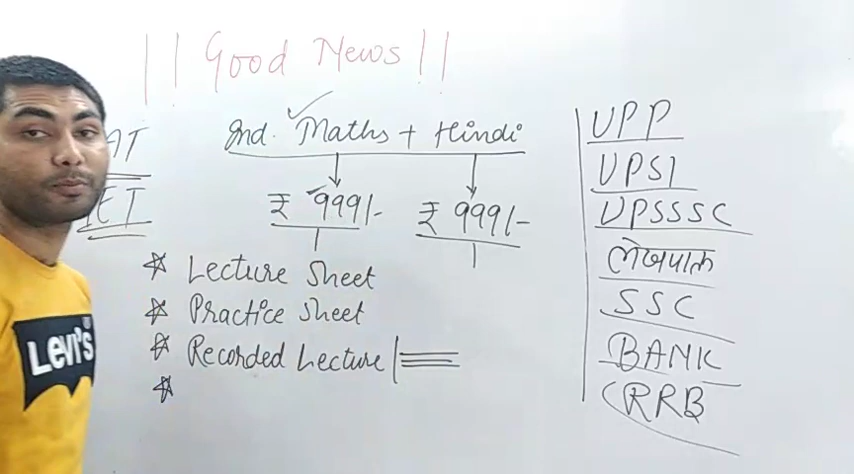 !! Good News !!
Ind. Maths + Hindi
₹ 999/- ₹ 999/-
☆ Lecture Sheet
☆ Practice Sheet
☆ Recorded Lecture
☆
UPP
UPSI
UPSSSC
लेखपाल
SSC
BANK
RRB
Levi's